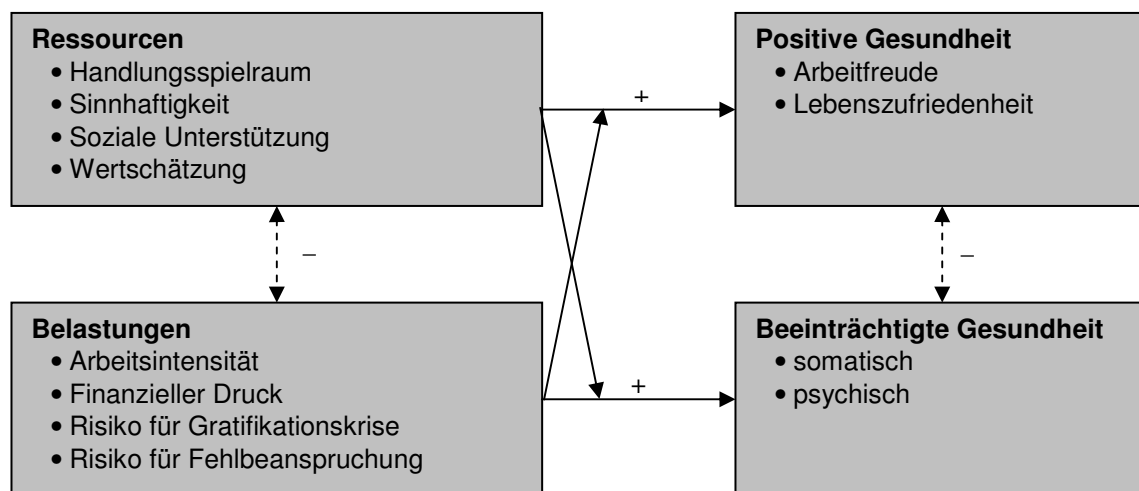 Ressourcen
• Handlungsspielraum
• Sinnhaftigkeit
• Soziale Unterstützung
• Wertschätzung
+
Positive Gesundheit
• Arbeitfreude
• Lebenszufriedenheit
–
–
Belastungen
• Arbeitsintensität
• Finanzieller Druck
• Risiko für Gratifikationskrise
• Risiko für Fehlbeanspruchung
+
Beeinträchtigte Gesundheit
• somatisch
• psychisch